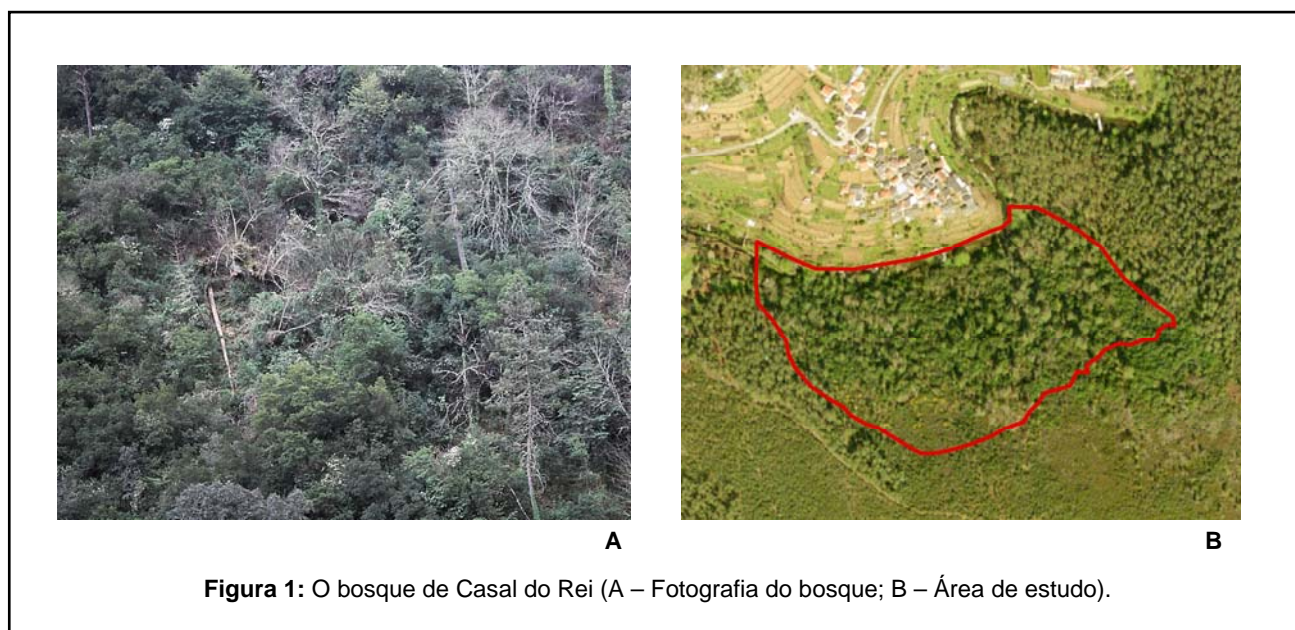 A
B
Figura 1: O bosque de Casal do Rei (A – Fotografia do bosque; B – Área de estudo).